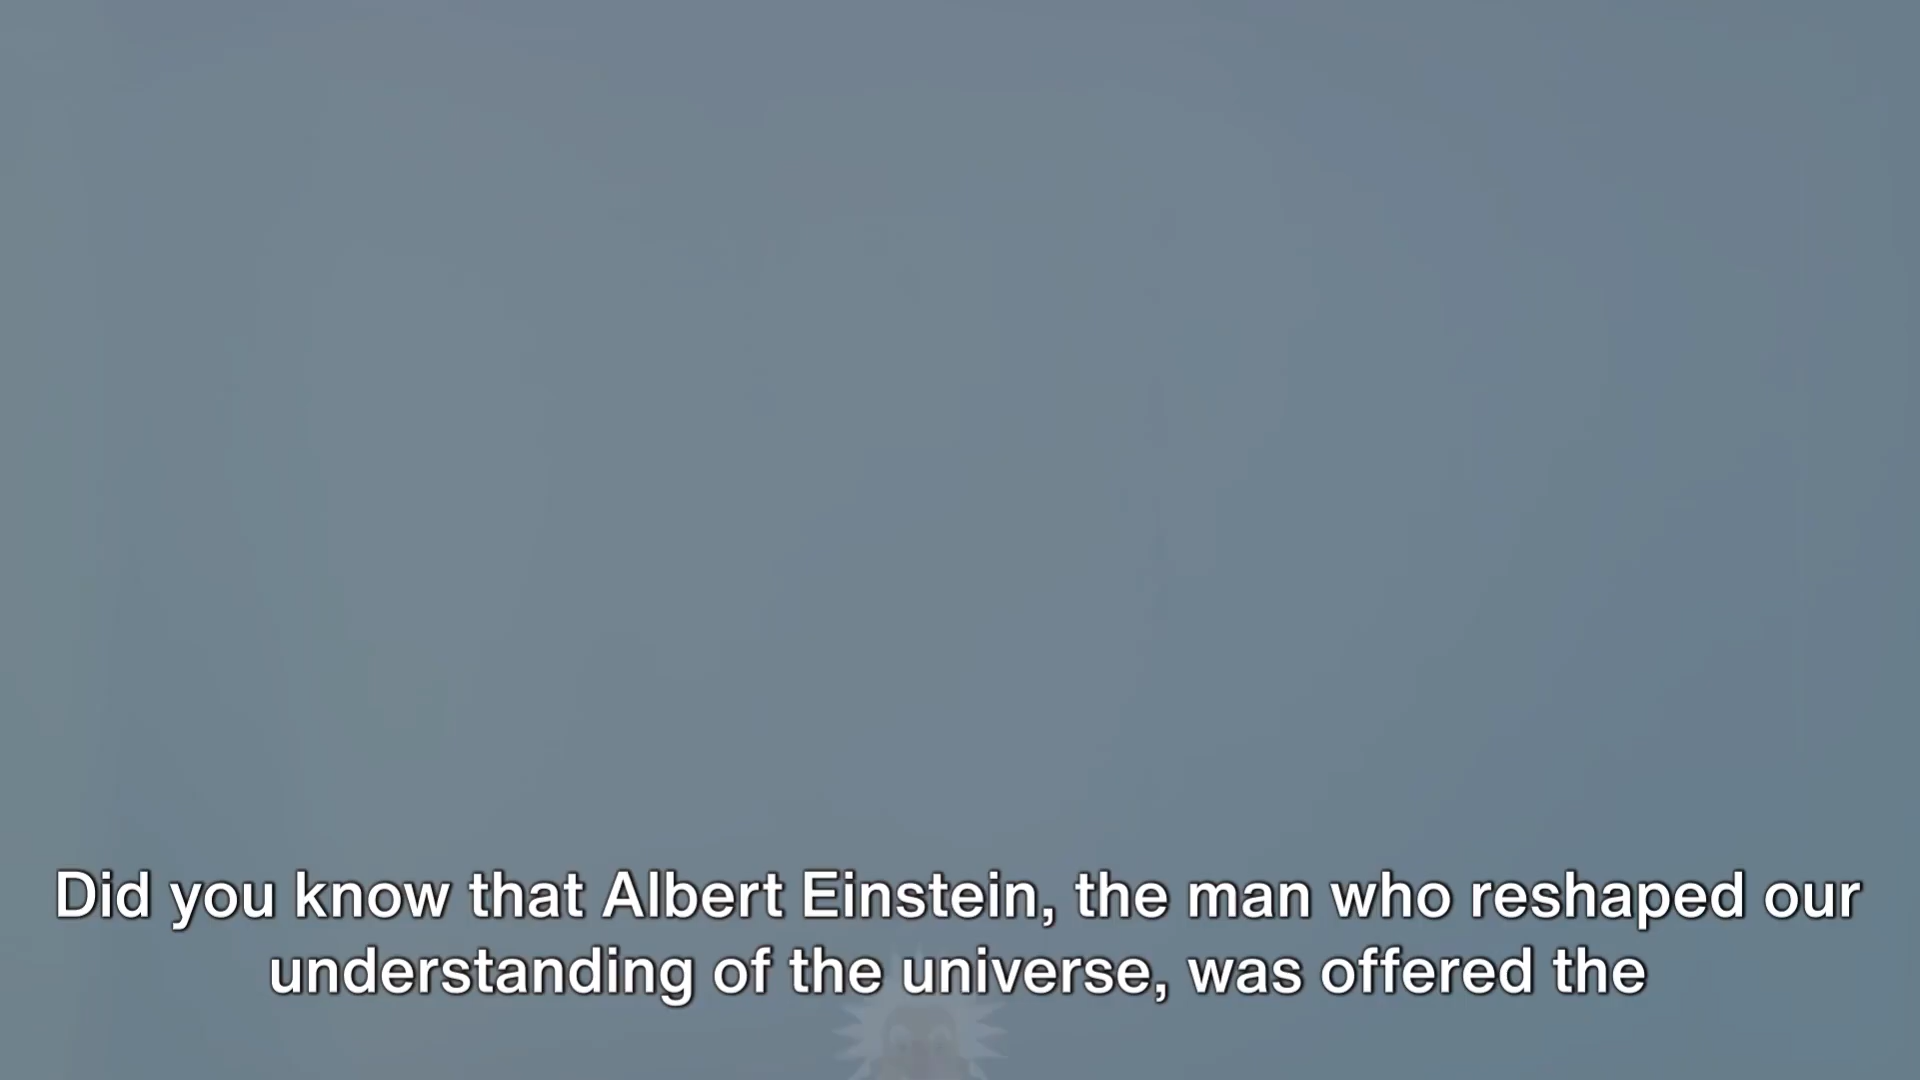 Did you know that Albert Einstein, the man who reshaped our
understanding of the universe, was offered the